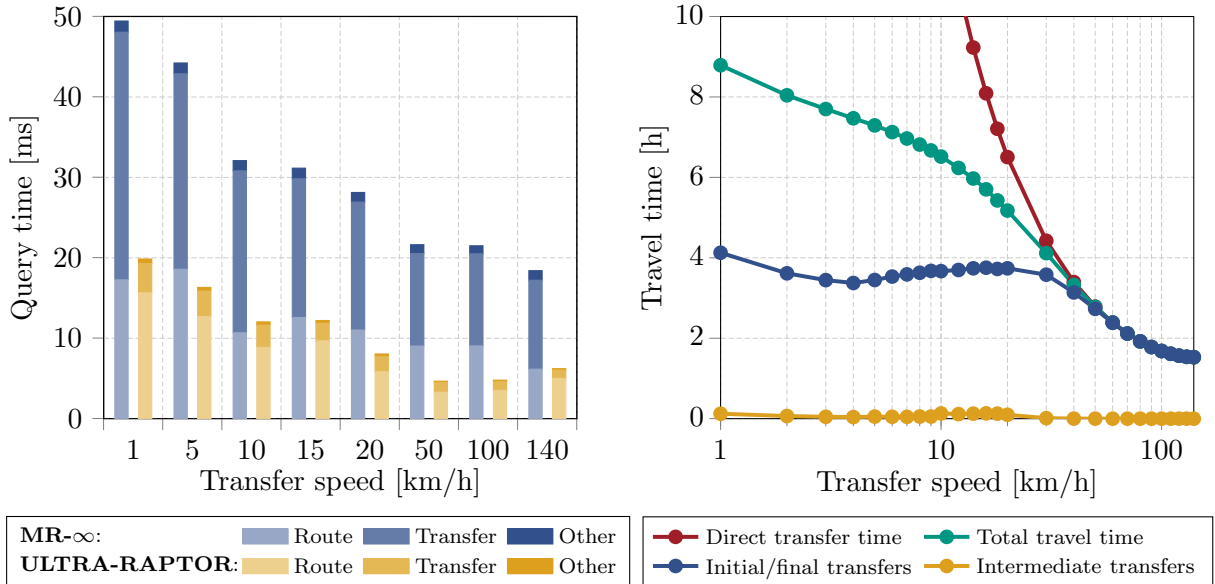 50
40
30
20
10
0
Query time [ms]
1 5 10 15 20 50 100 140
Transfer speed [km/h]
10
8
6
4
2
0
Travel time [h]
1 10 100
Transfer speed [km/h]
MR-∞: Route Transfer Other
ULTRA-RAPTOR: Route Transfer Other
Direct transfer time Total travel time
Initial/final transfers Intermediate transfers